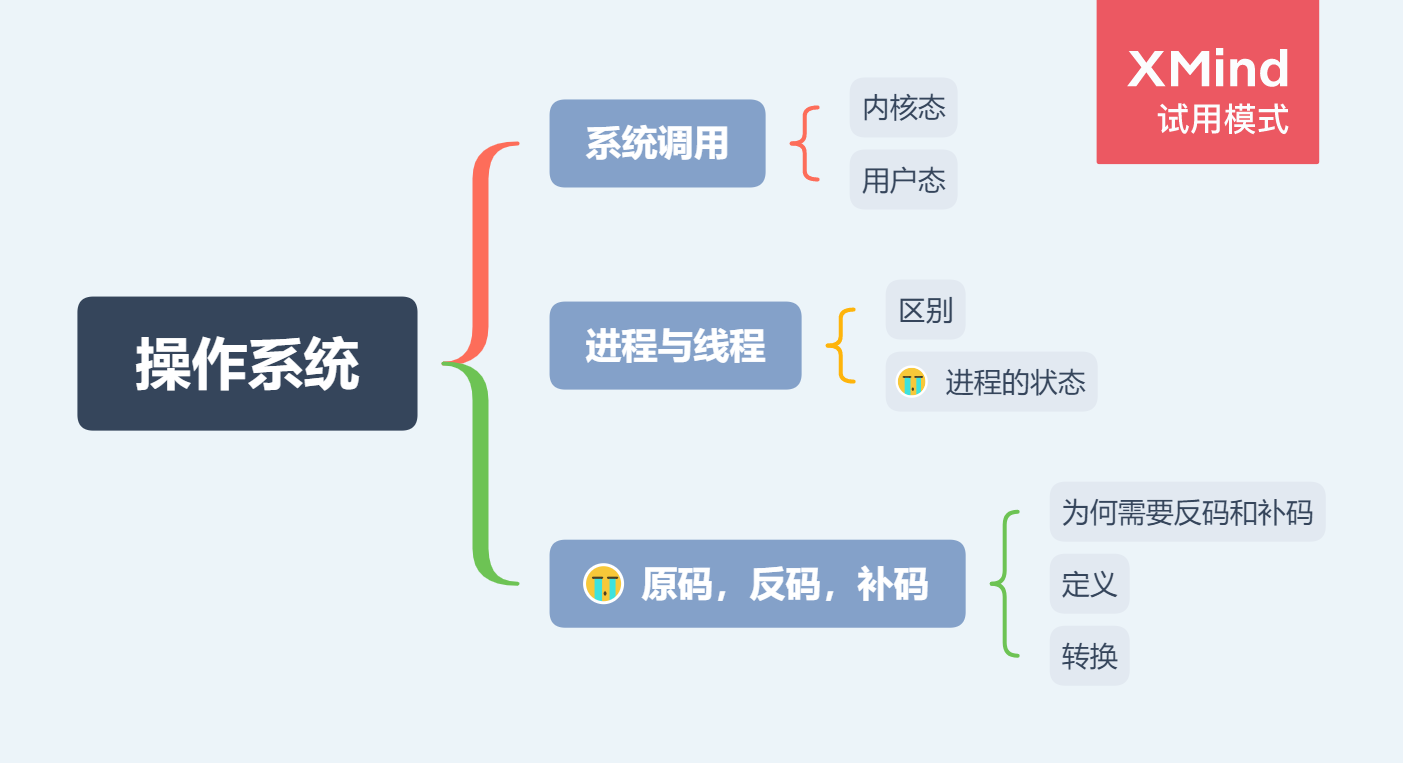 XMind
试用模式
操作系统
系统调用
内核态
用户态
进程与线程
区别
进程的状态
原码，反码，补码
为何需要反码和补码
定义
转换